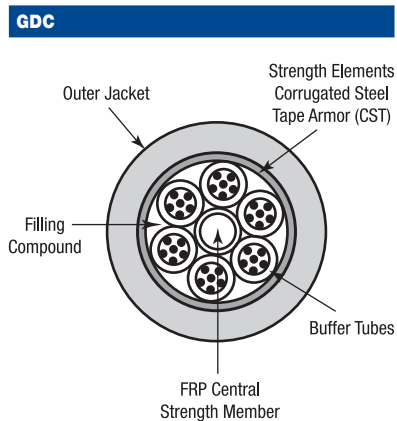 GDC
Strength Elements
Corrugated Steel
Tape Armor (CST)
Outer Jacket
Filling
Compound
Buffer Tubes
FRP Central
Strength Member